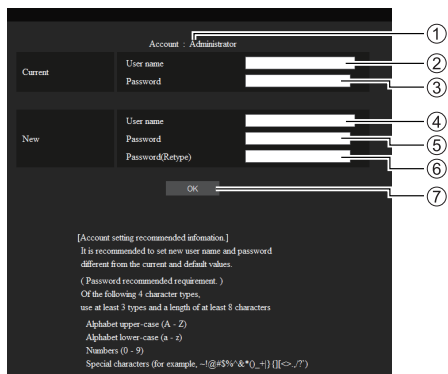 Account : Administrator
①
Current
User name
②
Password
③
New
User name
④
Password
⑤
Password(Retype)
⑥
OK
⑦
[Account setting recommended infomation.]
It is recommended to set new user name and password
different from the current and default values.
( Password recommended requirement. )
Of the following 4 character types,
use at least 3 types and a length of at least 8 characters
Alphabet upper-case (A - Z)
Alphabet lower-case (a - z)
Numbers (0 - 9)
Special characters (for example, ~!@#$%^&*()_+|}{][<>.,/?`)